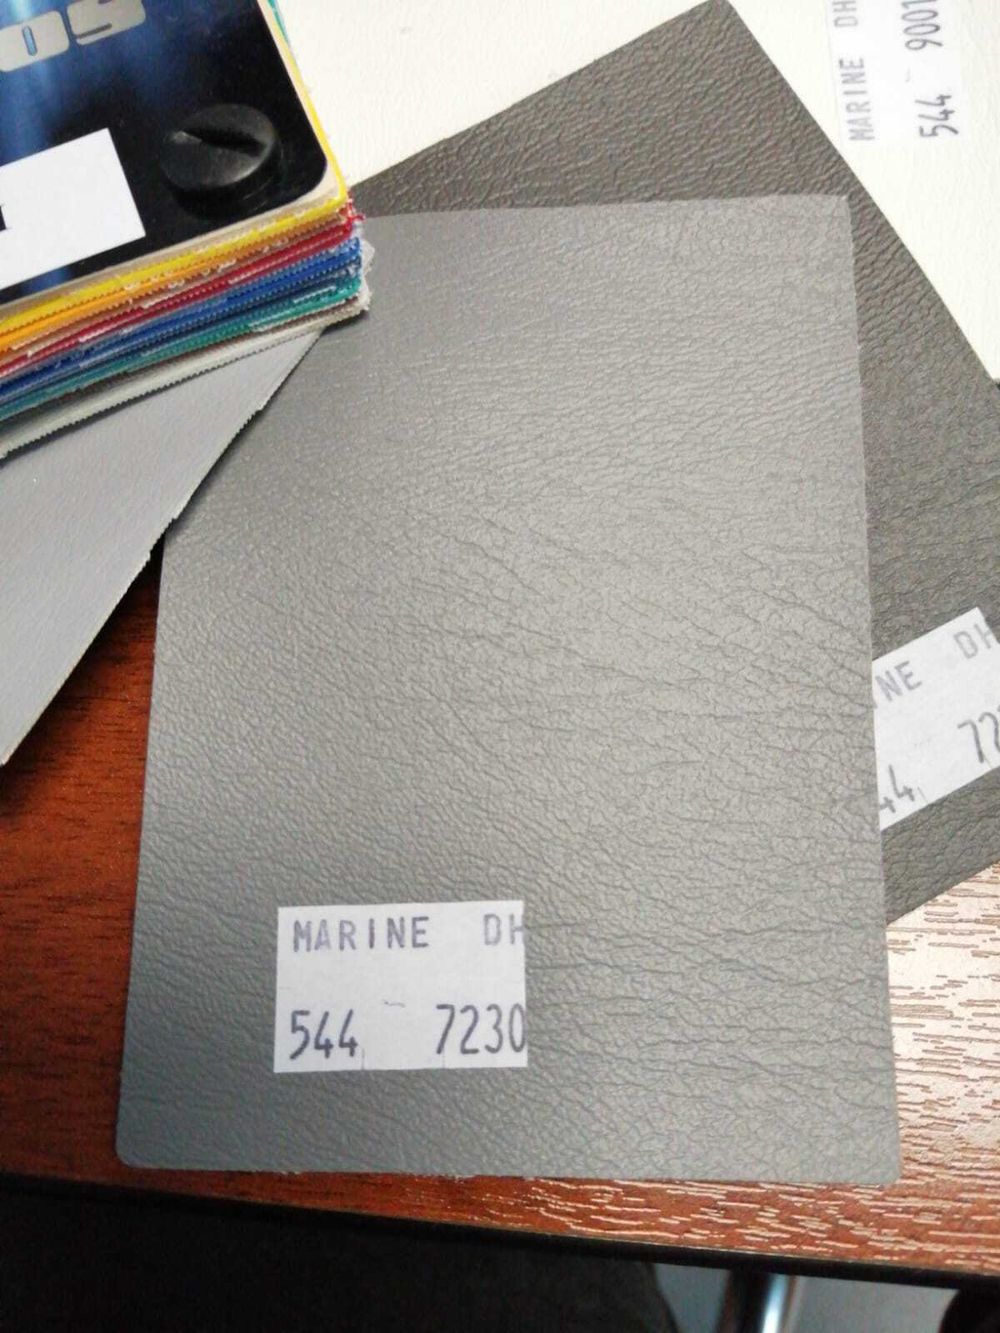 MARINE DH
544 9001
NE DH
44 72
MARINE DH
544 7230